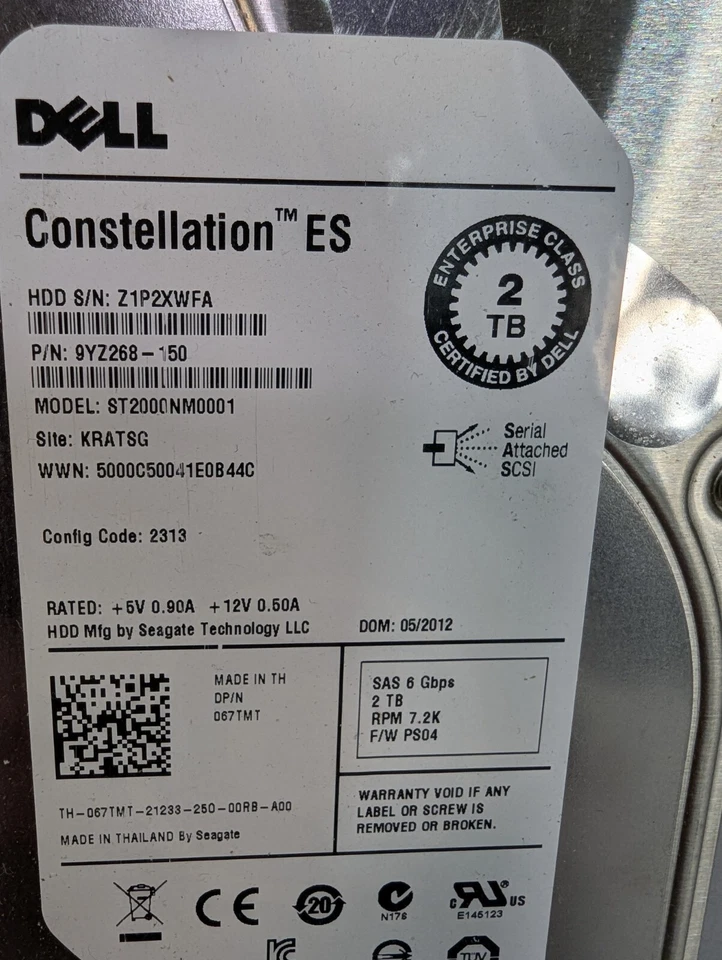 DELL
Constellation™ ES
HDD S/N: Z1P2XWFA
P/N: 9YZ268-150
MODEL: ST2000NM0001
Site: KRATSG
WWN: 5000C50041E0B44C
ENTERPRISE CLASS
2
TB
CERTIFIED BY DELL
Serial
Attached
SCSI
Config Code: 2313
RATED: +5V 0.90A +12V 0.50A
HDD Mfg by Seagate Technology LLC
DOM: 05/2012
MADE IN TH
DP/N
067TMT
TH-067TMT-21233-250-00RB-A00
MADE IN THAILAND By Seagate
SAS 6 Gbps
2 TB
RPM 7.2K
F/W PS04
WARRANTY VOID IF ANY
LABEL OR SCREW IS
REMOVED OR BROKEN.
CE
20
N176
c RU® US
E145123
TÜV